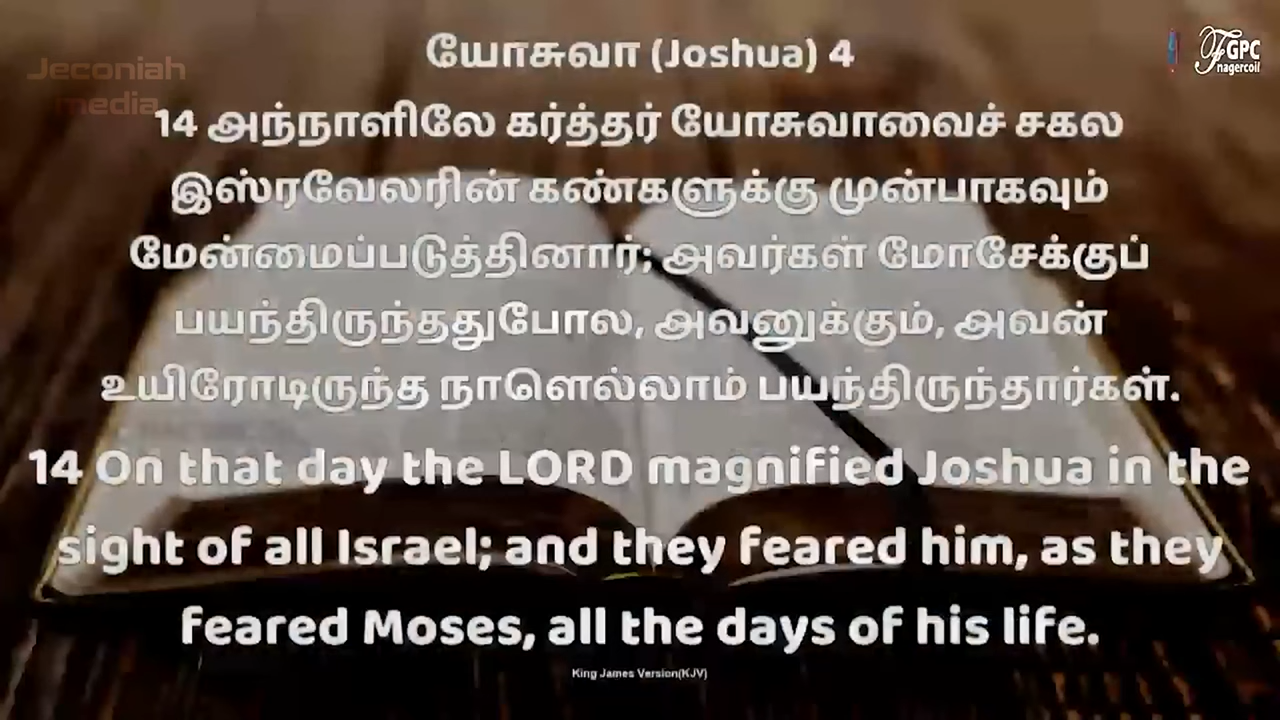 Jeconiah
media
FGPC
nagercoil
யோசுவா (Joshua) 4
14 அந்நாளிலே கர்த்தர் யோசுவாவைச் சகல
இஸ்ரவேலரின் கண்களுக்கு முன்பாகவும்
மேன்மைப்படுத்தினார்; அவர்கள் மோசேக்குப்
பயந்திருந்ததுபோல, அவனுக்கும், அவன்
உயிரோடிருந்த நாளெல்லாம் பயந்திருந்தார்கள்.
14 On that day the LORD magnified Joshua in the
sight of all Israel; and they feared him, as they
feared Moses, all the days of his life.
King James Version(KJV)